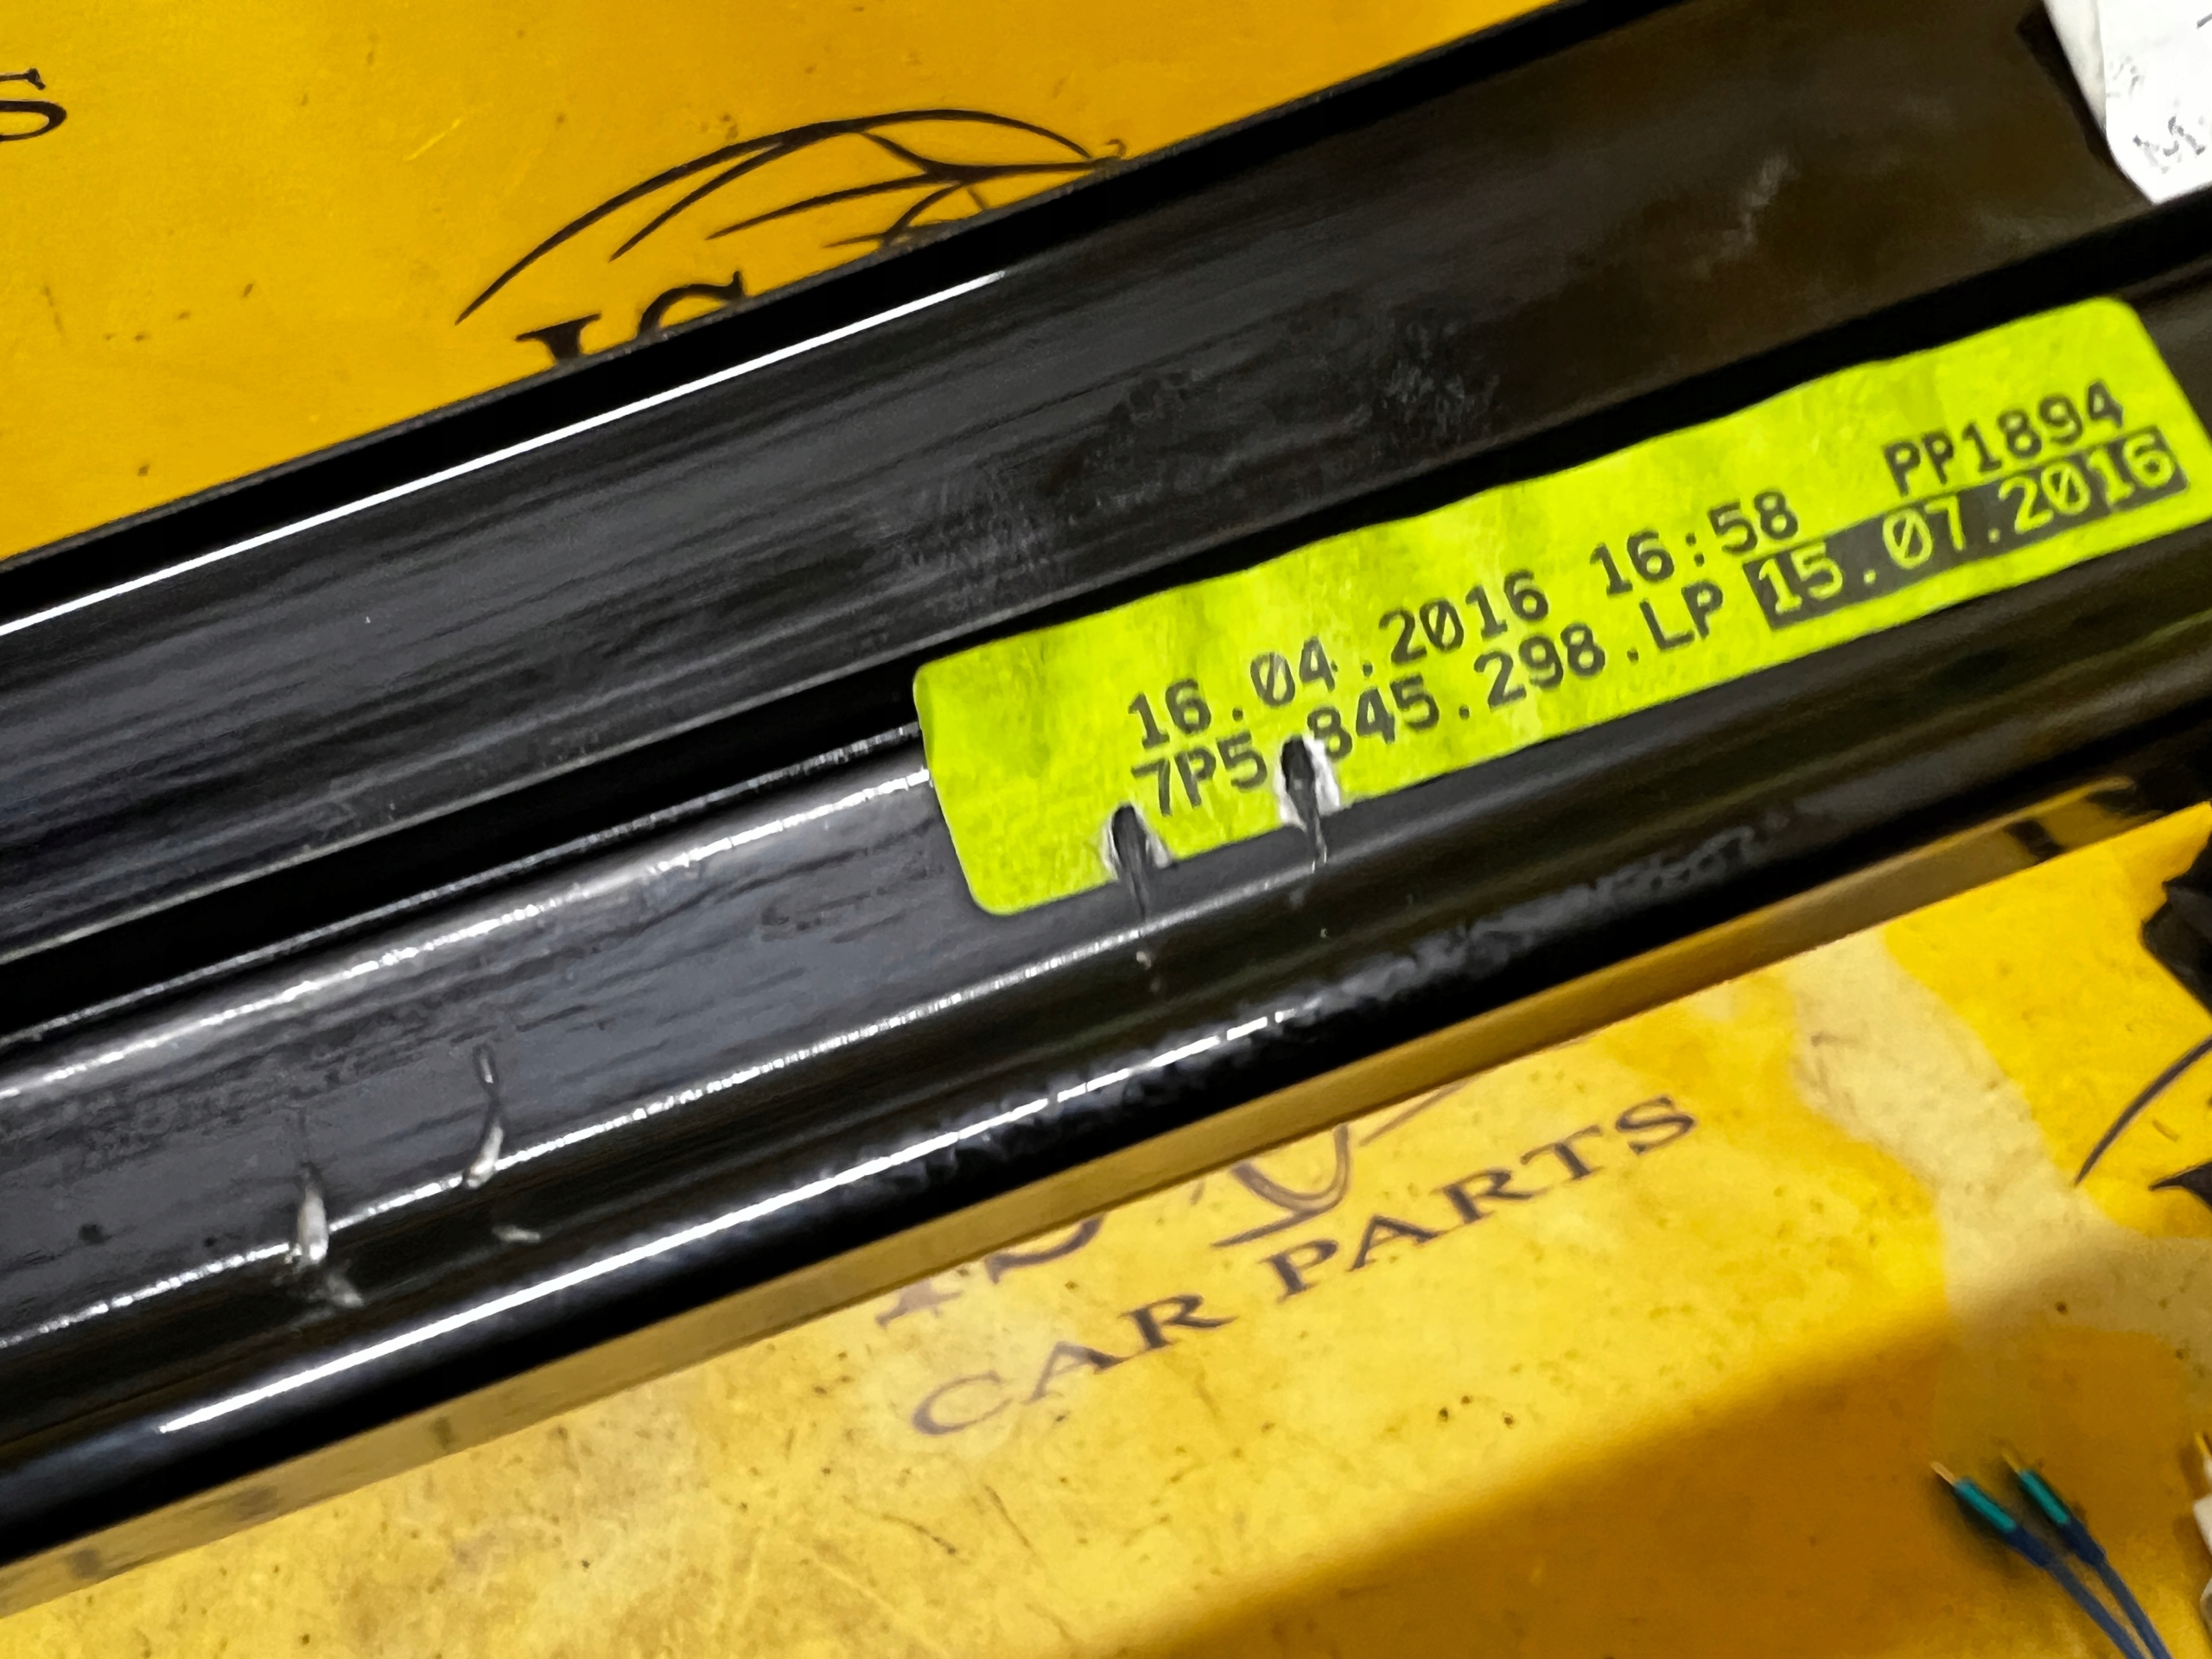 S
16.04.2016 16:58 PP1894
7P5.845.298.LP 15.07.2016
CAR PARTS